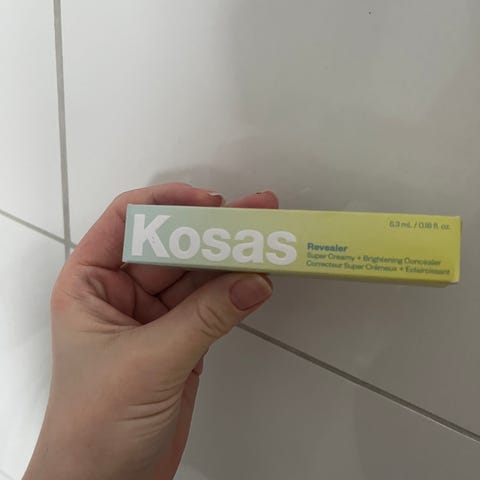 Kosas
6.3 mL / 0.18 fl. oz.
Revealer
Super Creamy + Brightening Concealer
Correcteur Super Crémeux + Éclaircissant